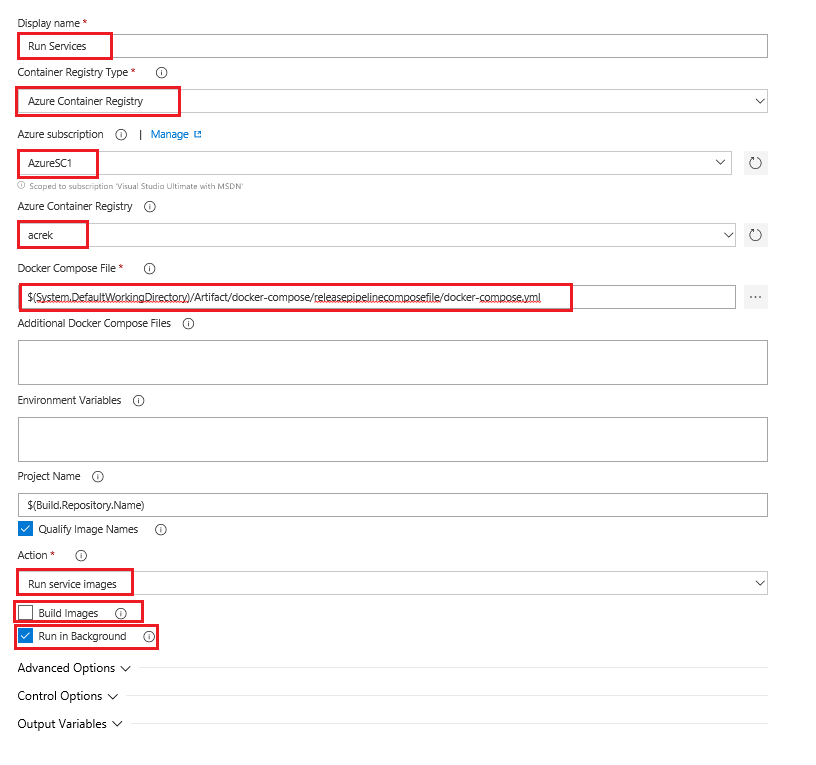 Display name *
Run Services
Container Registry Type *
Azure Container Registry
Azure subscription | Manage
AzureSC1
Scoped to subscription 'Visual Studio Ultimate with MSDN'
Azure Container Registry
acrek
Docker Compose File *
$(System.DefaultWorkingDirectory)/Artifact/docker-compose/releasepipelinecomposefile/docker-compose.yml
Additional Docker Compose Files
Environment Variables
Project Name
$(Build.Repository.Name)
Qualify Image Names
Action *
Run service images
Build Images
Run in Background
Advanced Options
Control Options
Output Variables